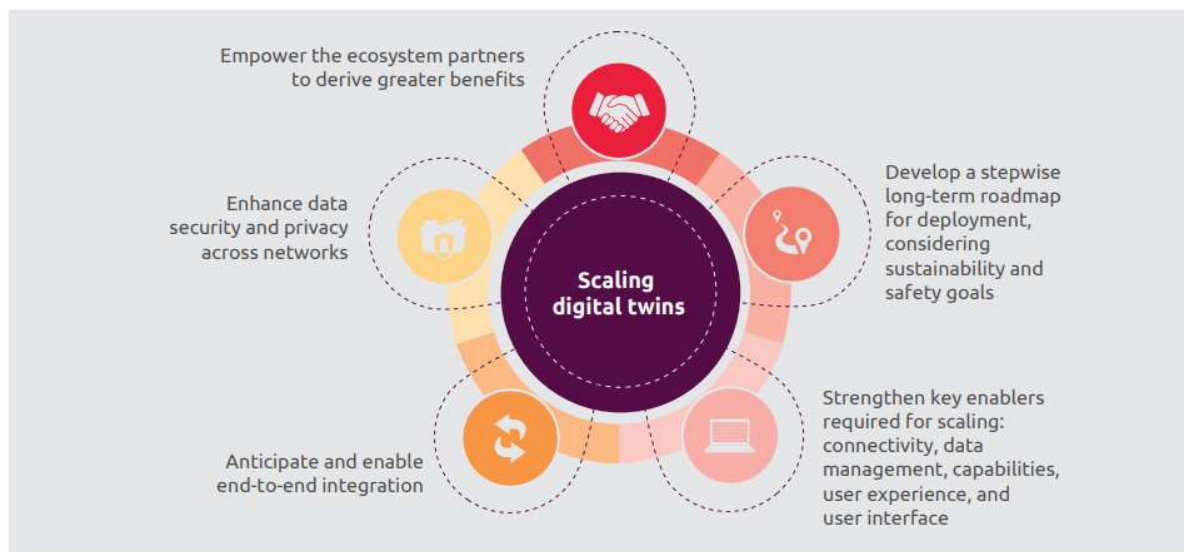 Empower the ecosystem partners
to derive greater benefits
Develop a stepwise
long-term roadmap
for deployment,
considering
sustainability and
safety goals
Enhance data
security and privacy
across networks
Scaling
digital twins
Strengthen key enablers
required for scaling:
connectivity, data
management, capabilities,
user experience, and
user interface
Anticipate and enable
end-to-end integration